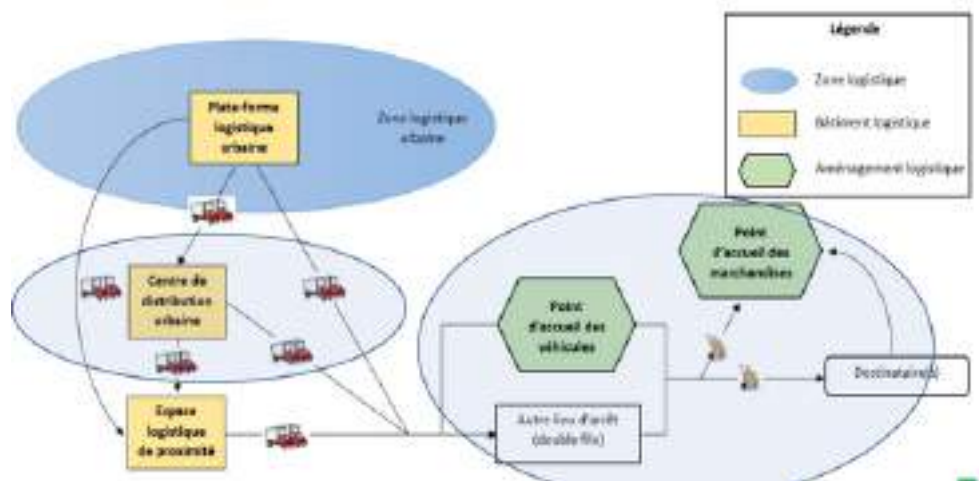 Légende
Zone logistique
Bâtiment logistique
Aménagement logistique
Plate-forme
logistique
urbaine
Zone logistique
urbaine
Centre de
distribution
urbaine
Espace
logistique
de proximité
Point
d'accueil des
véhicules
Autre lieu d'arrêt
(double file)
Point
d'accueil des
marchandises
Destinataire(s)